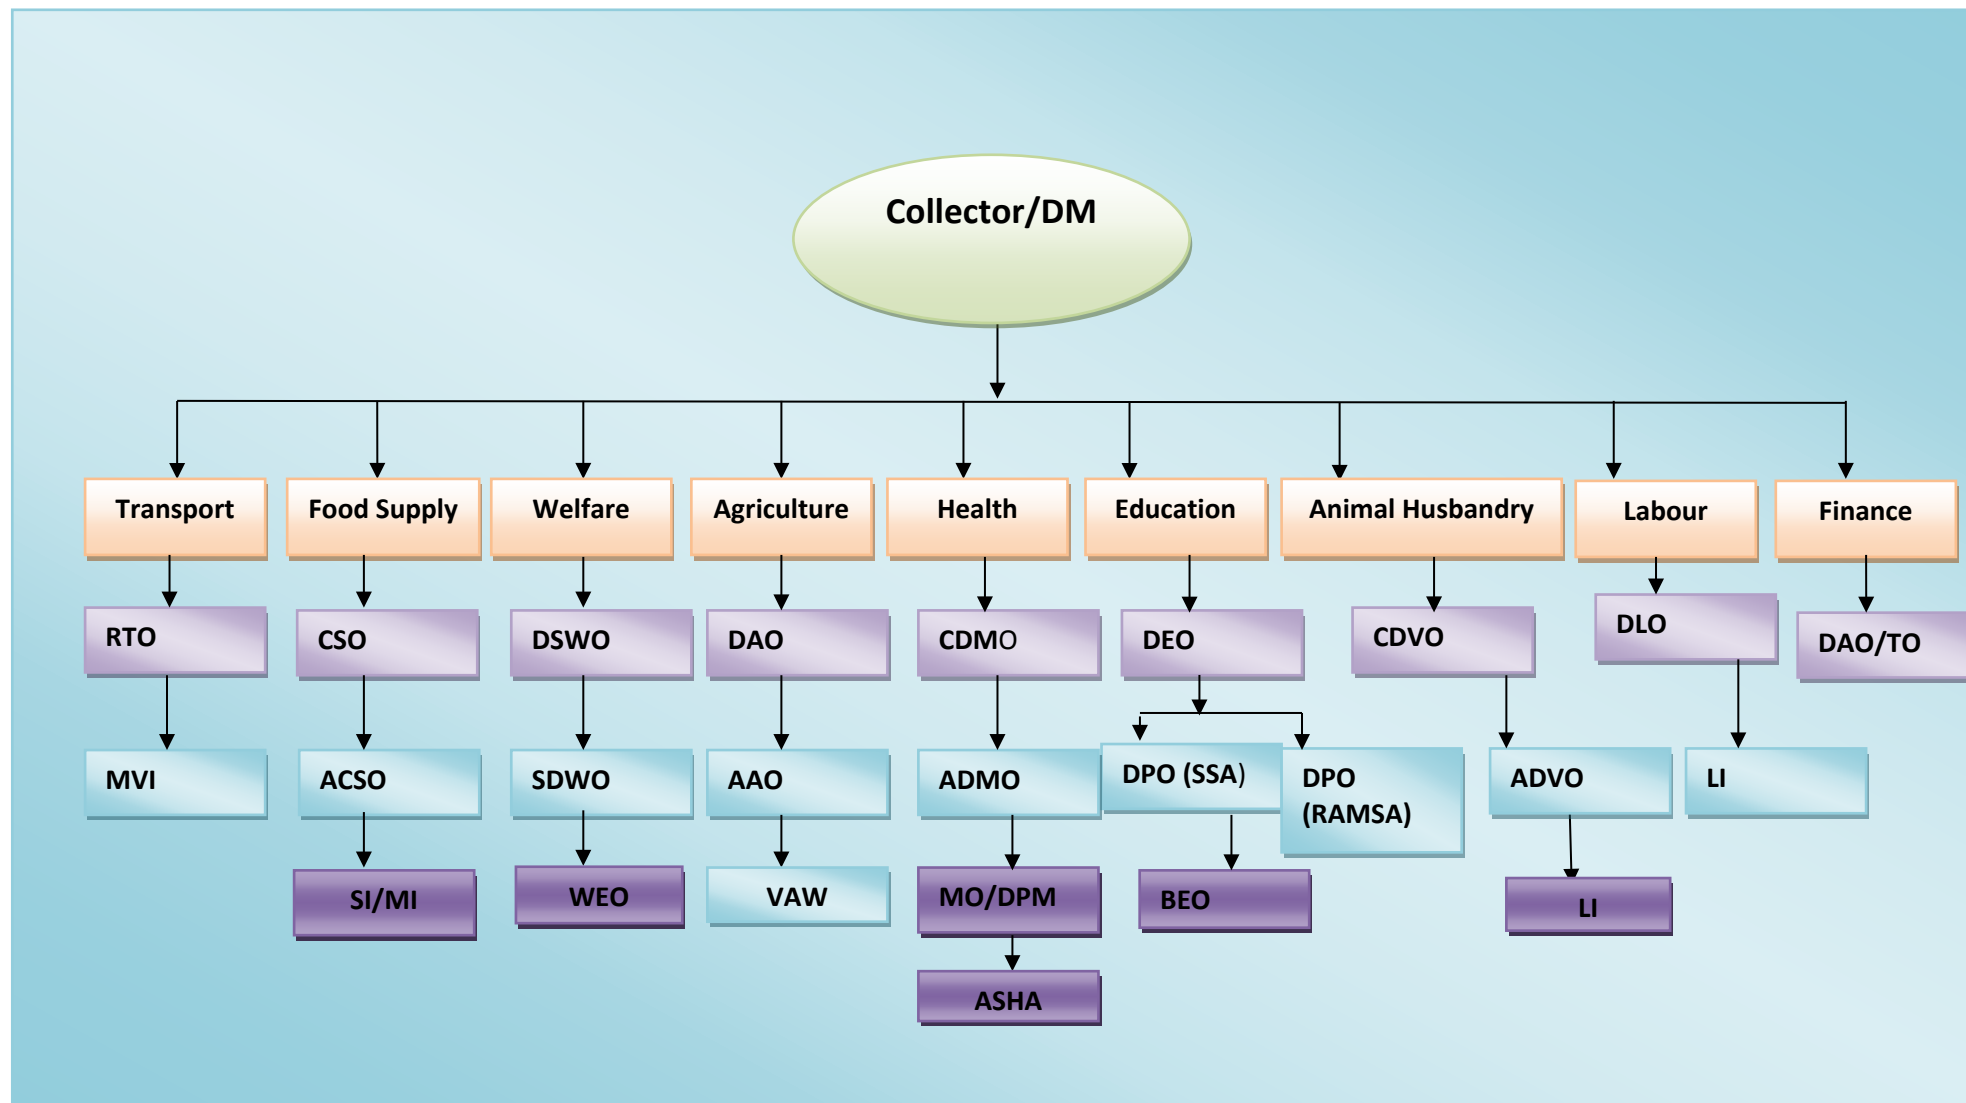 Collector/DM
Transport
Food Supply
Welfare
Agriculture
Health
Education
Animal Husbandry
Labour
Finance
RTO
CSO
DSWO
DAO
CDMO
DEO
CDVO
DLO
DAO/TO
MVI
ACSO
SDWO
AAO
ADMO
DPO (SSA)
DPO
(RAMSA)
ADVO
LI
SI/MI
WEO
VAW
MO/DPM
BEO
LI
ASHA